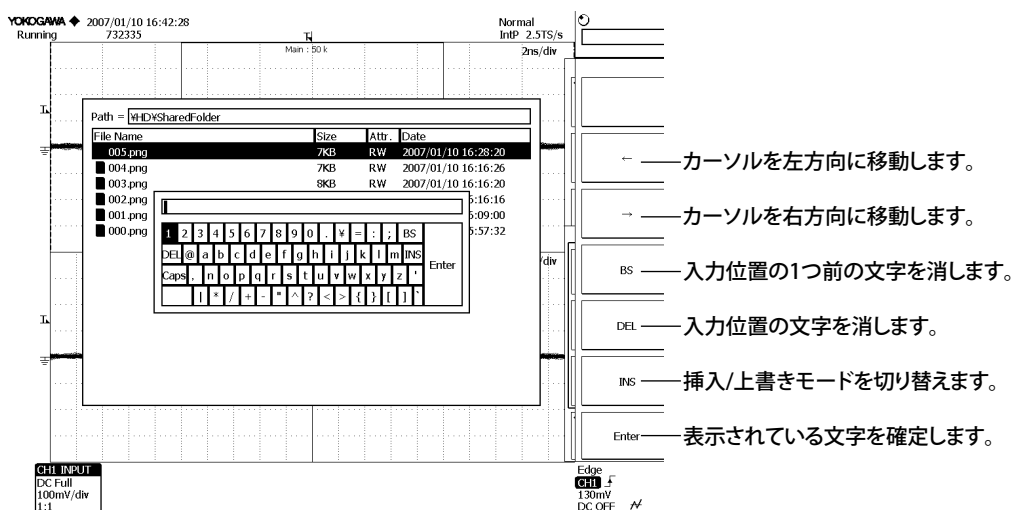 YOKOGAWA ◆ 2007/01/10 16:42:28
Normal
Running 732335
IntP 2.5TS/s
Main : 50 k
2ns/div
Path = ¥HD¥SharedFolder
File Name Size Attr. Date
005.png 7KB RW 2007/01/10 16:28:20
004.png 7KB RW 2007/01/10 16:16:26
003.png 8KB RW 2007/01/10 16:16:20
002.png 6:16:16
001.png 6:09:00
000.png 5:57:32
1 2 3 4 5 6 7 8 9 0 . ¥ = : ; BS
DEL @ a b c d e f g h i j k l m INS
Enter
Caps , n o p q r s t u v w x y z '
| * / + - " ^ ? < > { } [ ] `
/div
← カーソルを左方向に移動します。
→ カーソルを右方向に移動します。
BS 入力位置の1つ前の文字を消します。
DEL 入力位置の文字を消します。
INS 挿入/上書きモードを切り替えます。
Enter 表示されている文字を確定します。
CH1 INPUT
DC Full
100mV/div
1:1
Edge
CH1
130mV
DC OFF